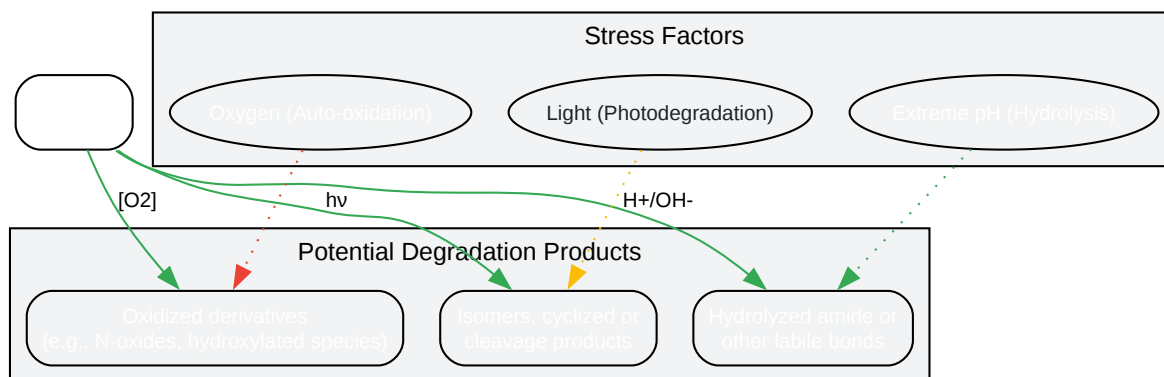 Stress Factors
Oxygen (Auto-oxidation)
Light (Photodegradation)
Extreme pH (Hydrolysis)
[O2]
hν
H+/OH-
Potential Degradation Products
Oxidized derivatives
(e.g., N-oxides, hydroxylated species)
Isomers, cyclized or
cleavage products
Hydrolyzed amide or
other labile bonds